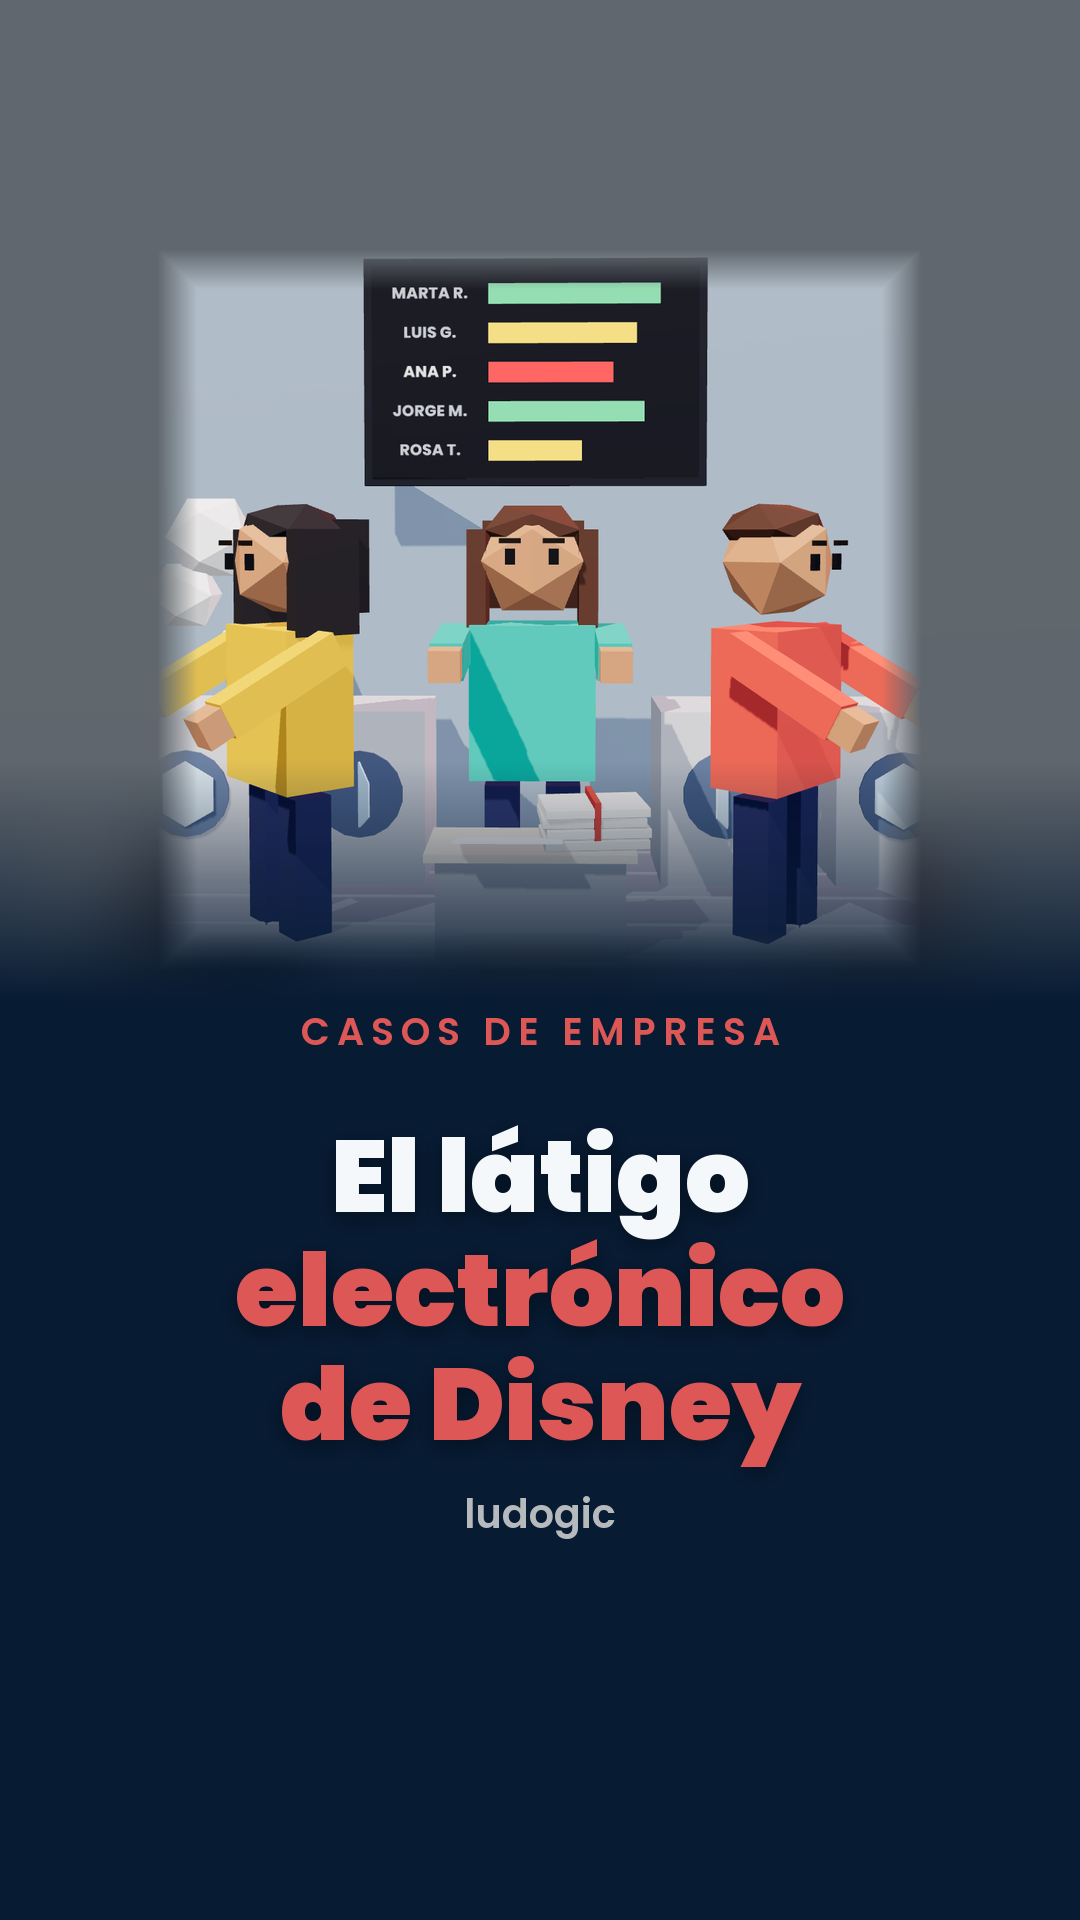 MARTA R.
LUIS G.
ANA P.
JORGE M.
ROSA T.
CASOS DE EMPRESA
El látigo
electrónico
de Disney
ludogic